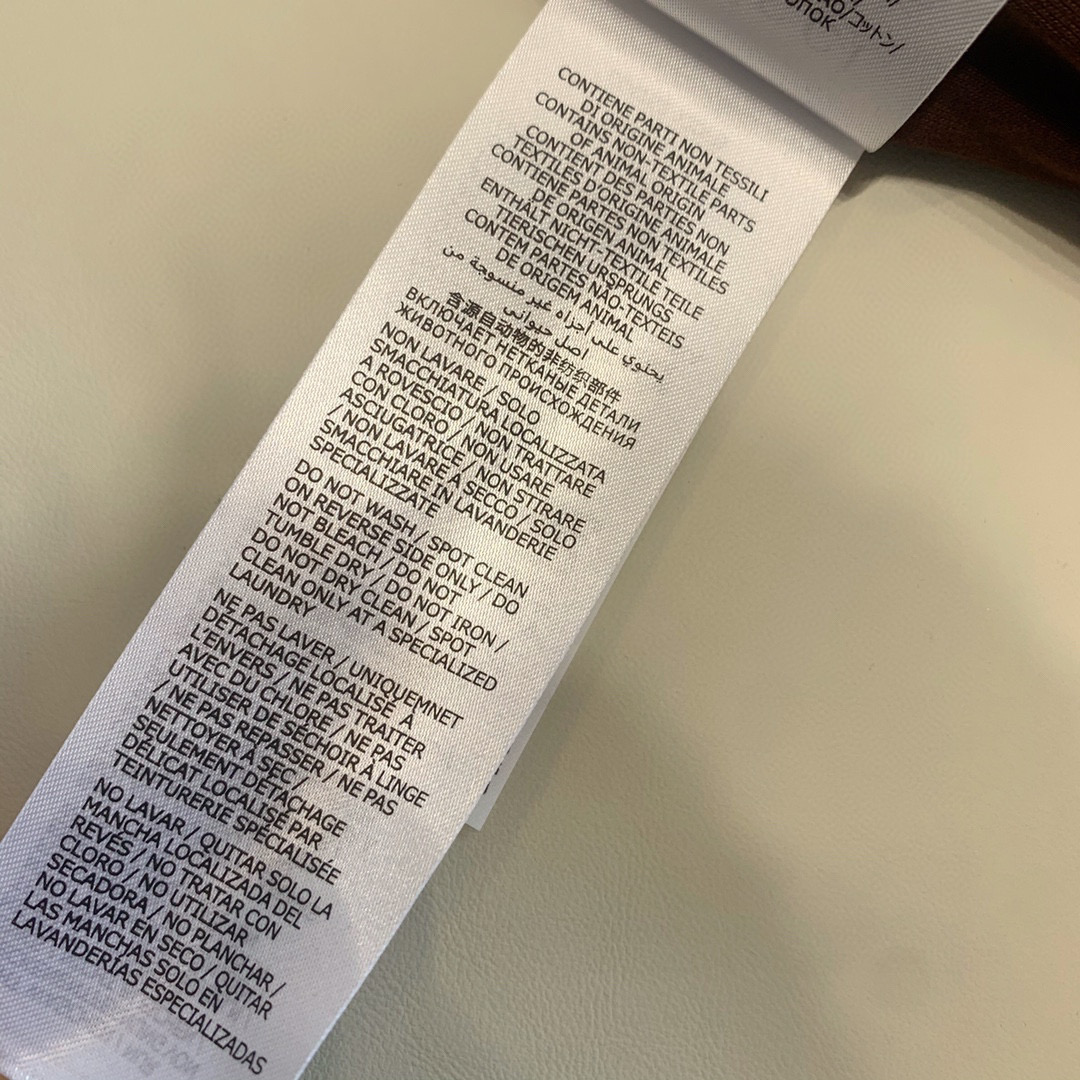 コットン/
ОПОК
CONTIENE PARTI NON TESSILI
DI ORIGINE ANIMALE
CONTAINS NON-TEXTILE PARTS
OF ANIMAL ORIGIN
CONTIENT DES PARTIES NON
TEXTILES D'ORIGINE ANIMALE
CONTIENE PARTES NON TEXTILES
DE ORIGEN ANIMAL
ENTHÄLT NICHT-TEXTILE TEILE
TIERISCHEN URSPRUNGS
CONTEM PARTES NÃO-TEXTEIS
DE ORIGEM ANIMAL
يحتوي على أجزاء غير منسوجة من
اصل حيواني
含源自动物的非纺织部件
ВКЛЮЧАЕТ НЕТКАНЫЕ ДЕТАЛИ
ЖИВОТНОГО ПРОИСХОЖДЕНИЯ
NON LAVARE / SOLO
SMACCHIATURA LOCALIZZATA
A ROVESCIO / NON TRATTARE
CON CLORO / NON USARE
ASCIUGATRICE / NON STIRARE
/ NON LAVARE A SECCO / SOLO
SMACCHIARE IN LAVANDERIE
SPECIALIZZATE
DO NOT WASH / SPOT CLEAN
ON REVERSE SIDE ONLY / DO
NOT BLEACH / DO NOT
TUMBLE DRY / DO NOT IRON /
DO NOT DRY CLEAN / SPOT
CLEAN ONLY AT A SPECIALIZED
LAUNDRY
NE PAS LAVER / UNIQUEMNET
DÉTACHAGE LOCALISÉ À
L'ENVERS / NE PAS TRAITER
AVEC DU CHLORE / NE PAS
UTILISER DE SÉCHOIR À LINGE
/ NE PAS REPASSER / NE PAS
NETTOYER À SEC /
SEULEMENT DÉTACHAGE
DÉLICAT LOCALISÉ PAR
TEINTURERIE SPÉCIALISÉE
NO LAVAR / QUITAR SOLO LA
MANCHA LOCALIZADA DEL
REVÉS / NO TRATAR CON
CLORO / NO UTILIZAR
SECADORA / NO PLANCHAR /
NO LAVAR EN SECO / QUITAR
LAS MANCHAS SOLO EN
LAVANDERÍAS ESPECIALIZADAS